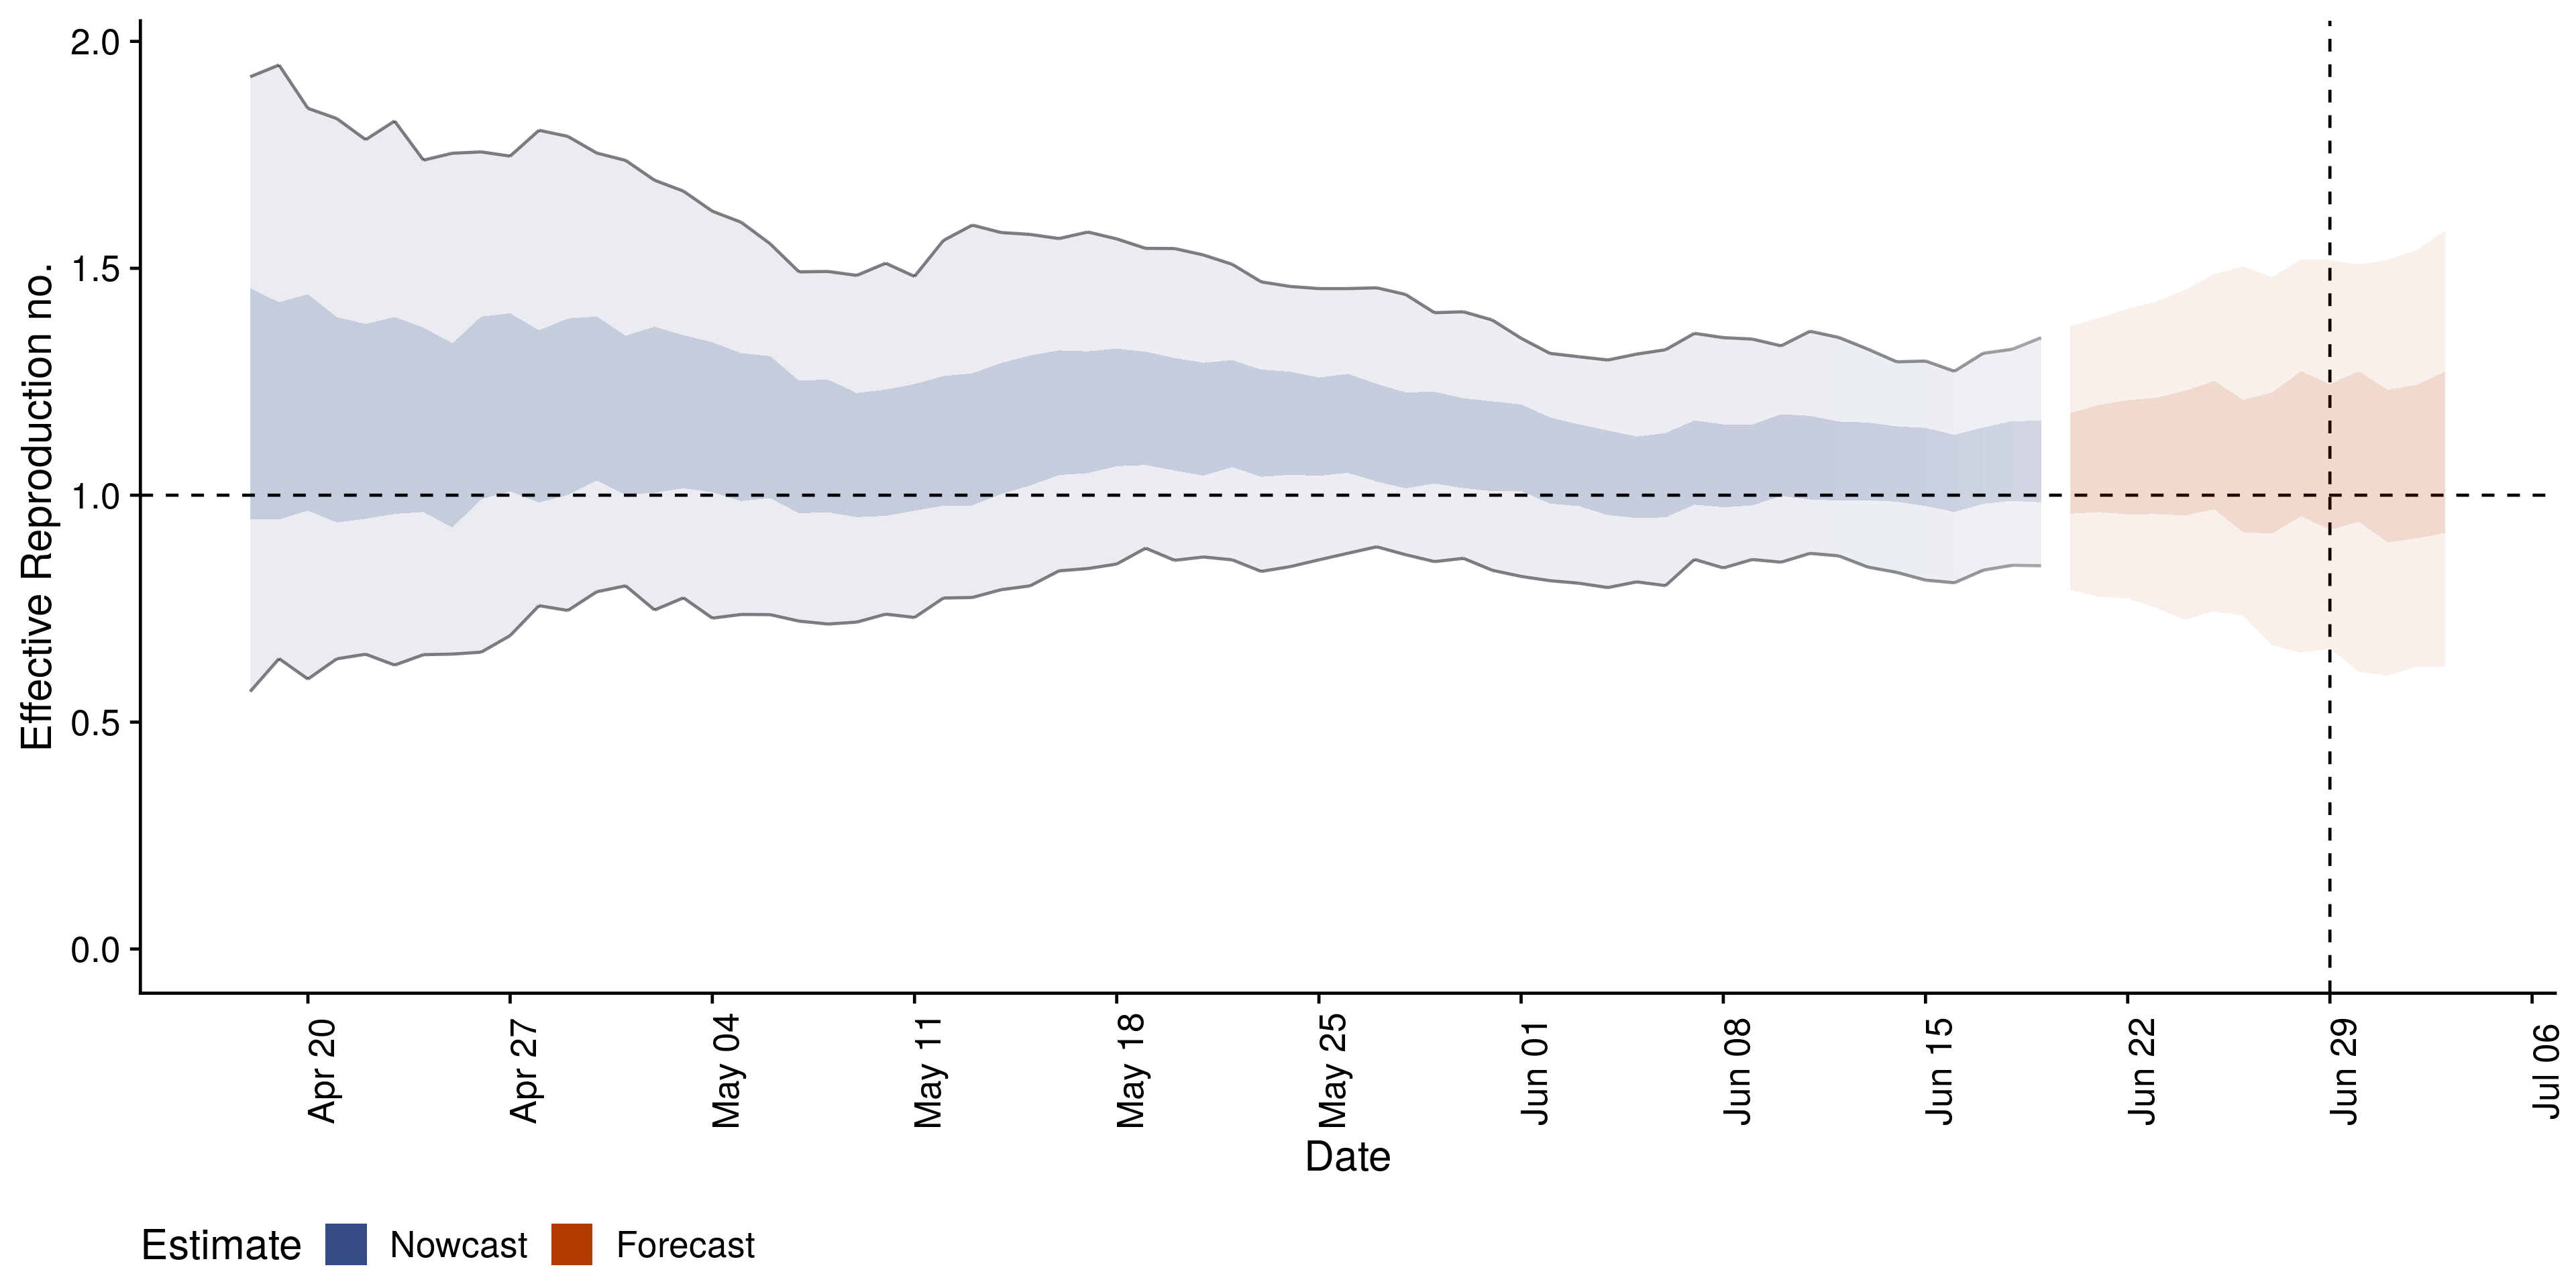 Effective Reproduction no.
2.0
1.5
1.0
0.5
0.0
Apr 20
Apr 27
May 04
May 11
May 18
May 25
Jun 01
Jun 08
Jun 15
Jun 22
Jun 29
Jul 06
Date
Estimate Nowcast Forecast